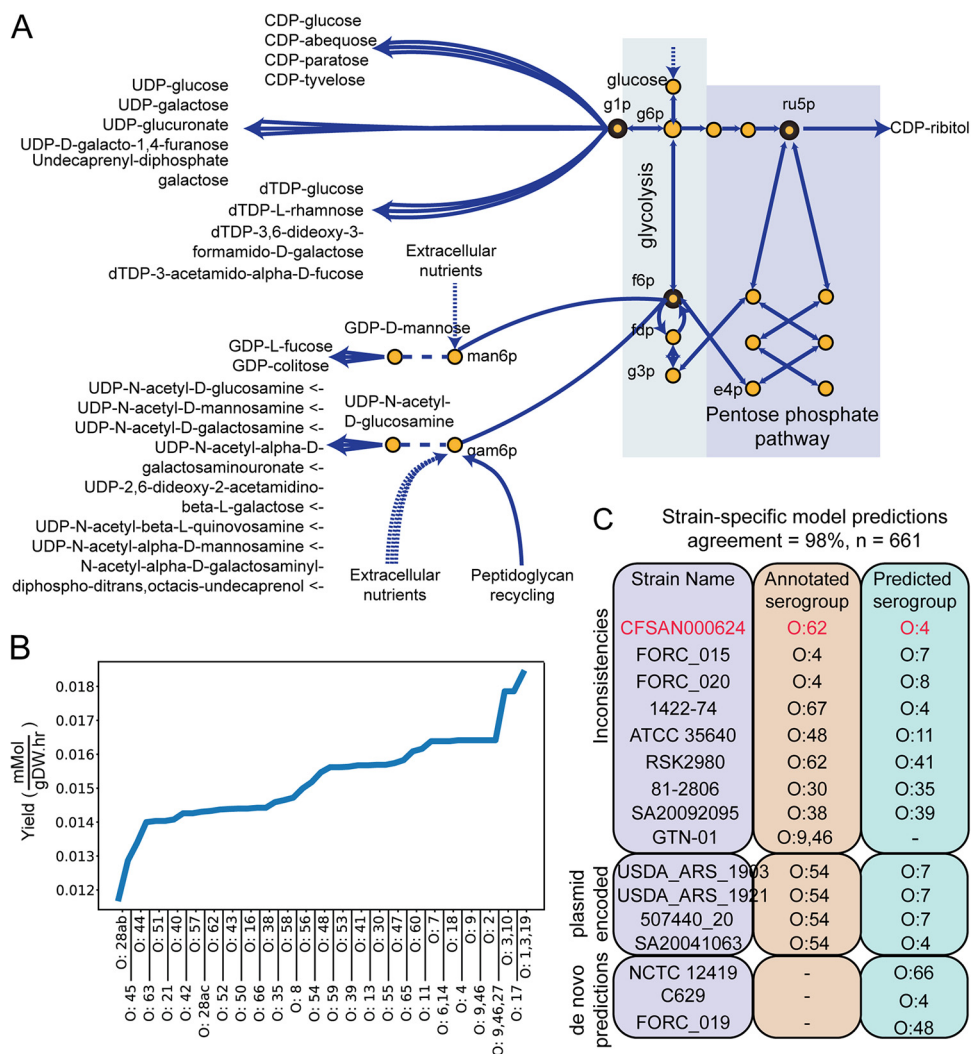 A
CDP-glucose
CDP-abequose
CDP-paratose
CDP-tyvelose
UDP-glucose
UDP-galactose
UDP-glucuronate
UDP-D-galacto-1,4-furanose
Undecaprenyl-diphosphate
galactose
dTDP-glucose
dTDP-L-rhamnose
dTDP-3,6-dideoxy-3-
formamido-D-galactose
dTDP-3-acetamido-alpha-D-fucose
glucose
g1p
g6p
ru5p
CDP-ribitol
glycolysis
Extracellular
nutrients
f6p
GDP-D-mannose
fdp
GDP-L-fucose
GDP-colitose
man6p
g3p
e4p
Pentose phosphate
pathway
UDP-N-acetyl-D-glucosamine <-
UDP-N-acetyl-D-mannosamine <-
UDP-N-acetyl-D-galactosamine <-
UDP-N-acetyl-alpha-D-
galactosaminouronate <-
UDP-2,6-dideoxy-2-acetamidino-
beta-L-galactose <-
UDP-N-acetyl-beta-L-quinovosamine <-
UDP-N-acetyl-alpha-D-mannosamine <-
N-acetyl-alpha-D-galactosaminyl-
diphospho-ditrans,octacis-undecaprenol <-
UDP-N-acetyl-
D-glucosamine
gam6p
Extracellular
nutrients
Peptidoglycan
recycling
B
Yield (mMol/gDW.hr)
0.018
0.017
0.016
0.015
0.014
0.013
0.012
O: 28ab
O: 45
O: 44
O: 63
O: 51
O: 21
O: 40
O: 42
O: 57
O: 28ac
O: 62
O: 52
O: 43
O: 50
O: 16
O: 66
O: 38
O: 35
O: 58
O: 8
O: 56
O: 54
O: 48
O: 59
O: 53
O: 39
O: 41
O: 13
O: 30
O: 55
O: 47
O: 65
O: 60
O: 11
O: 7
O: 6,14
O: 18
O: 4
O: 9
O: 9,46
O: 2
O: 9,46,27
O: 3,10
O: 17
O: 1,3,19
C
Strain-specific model predictions
agreement = 98%, n = 661
Strain Name Annotated serogroup Predicted serogroup
Inconsistencies
CFSAN000624 O:62 O:4
FORC_015 O:4 O:7
FORC_020 O:4 O:8
1422-74 O:67 O:4
ATCC 35640 O:48 O:11
RSK2980 O:62 O:41
81-2806 O:30 O:35
SA20092095 O:38 O:39
GTN-01 O:9,46 -
plasmid
encoded
USDA_ARS_1903 O:54 O:7
USDA_ARS_1921 O:54 O:7
507440_20 O:54 O:7
SA20041063 O:54 O:4
de novo
predictions
NCTC 12419 - O:66
C629 - O:4
FORC_019 - O:48